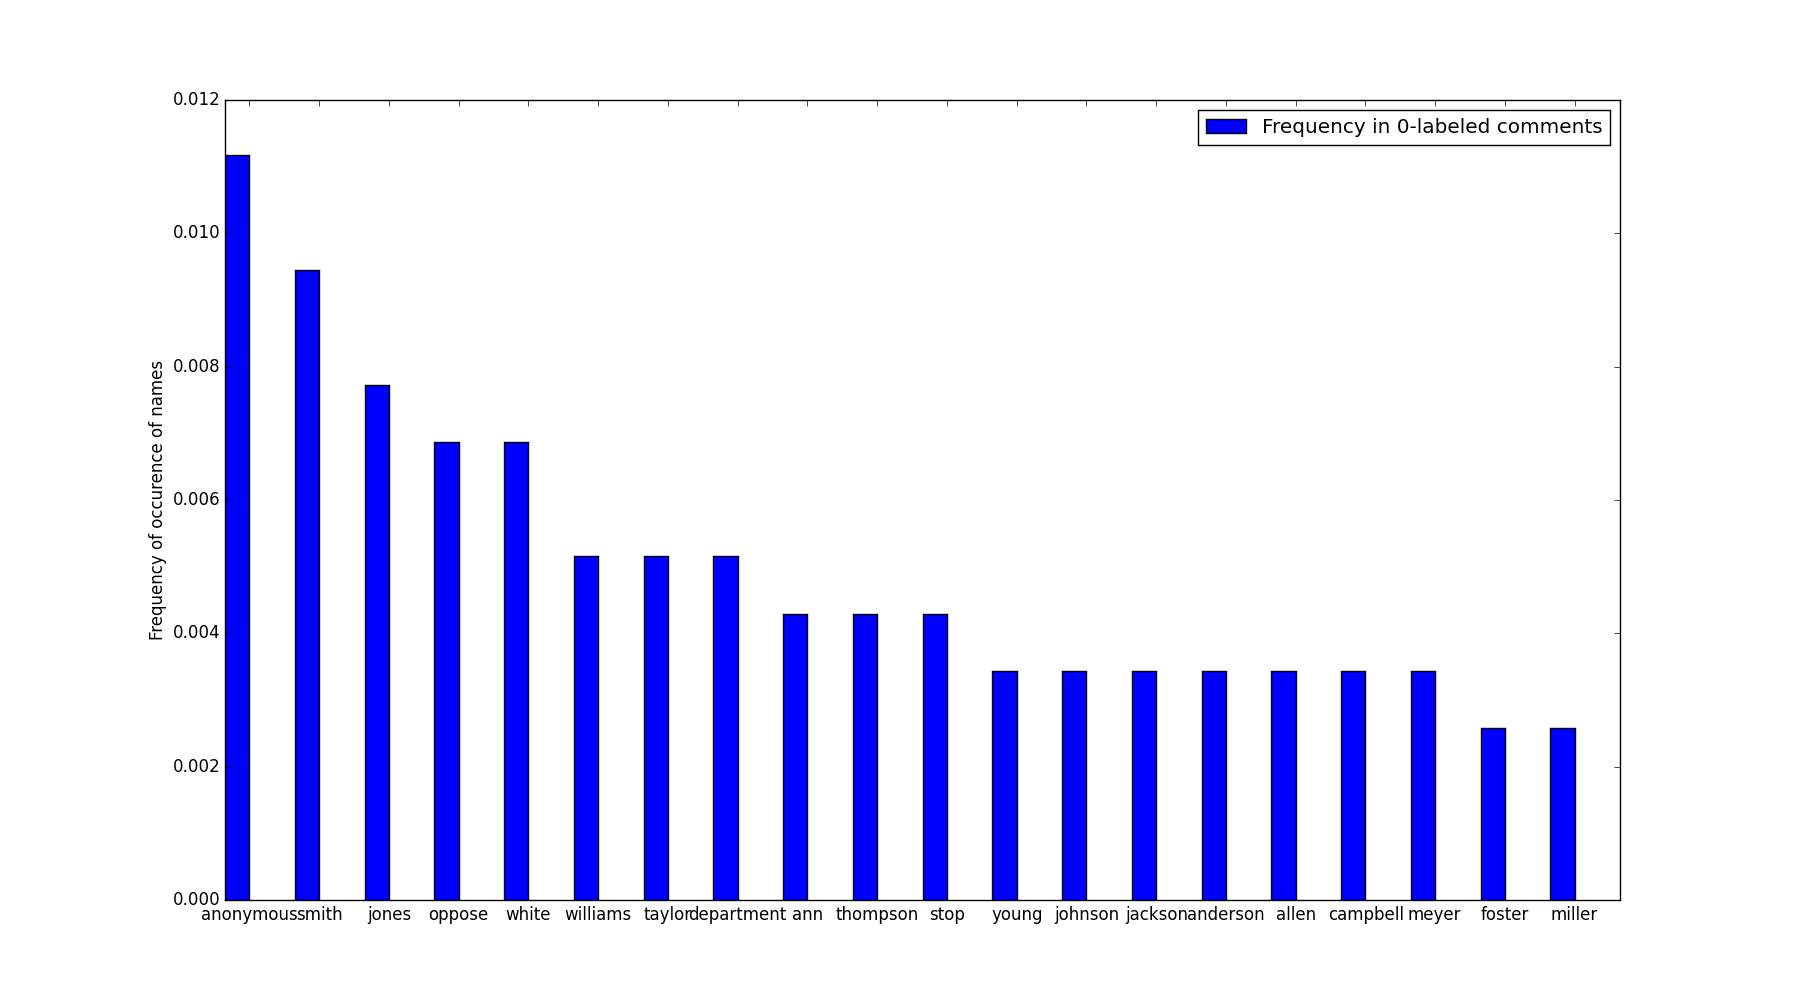 0.012
0.010
0.008
0.006
0.004
0.002
0.000
Frequency of occurence of names
Frequency in 0-labeled comments
anonymous smith jones oppose white williams taylor department ann thompson stop young johnson jackson anderson allen campbell meyer foster miller